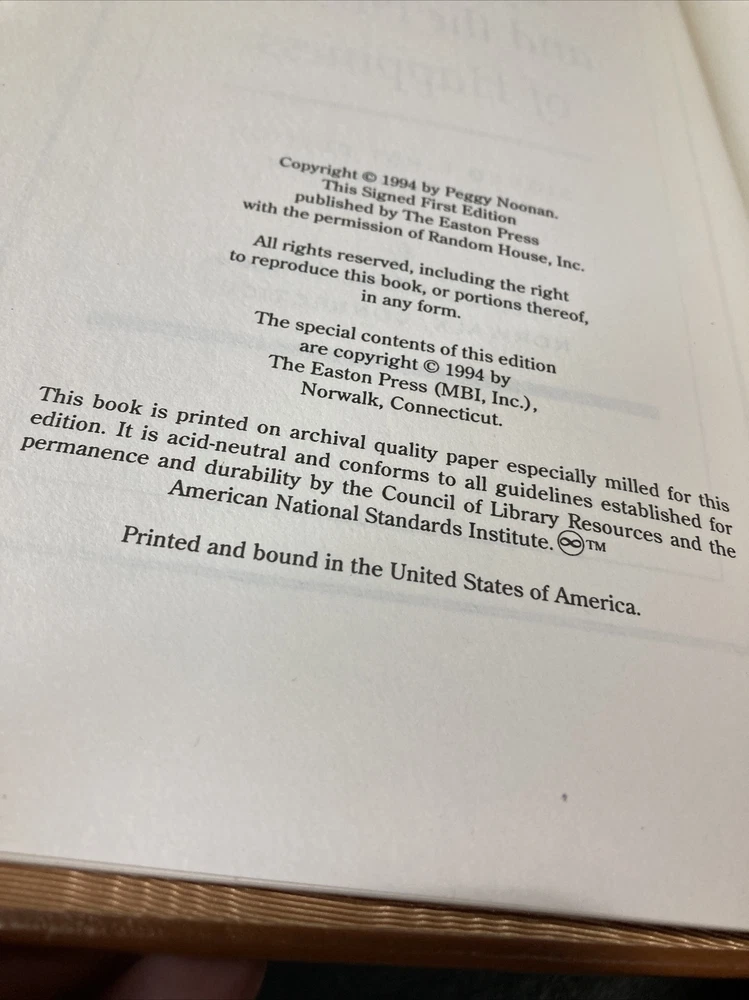 Copyright © 1994 by Peggy Noonan.
This Signed First Edition
published by The Easton Press
with the permission of Random House, Inc.
All rights reserved, including the right
to reproduce this book, or portions thereof,
in any form.
The special contents of this edition
are copyright © 1994 by
The Easton Press (MBI, Inc.),
Norwalk, Connecticut.
This book is printed on archival quality paper especially milled for this
edition. It is acid-neutral and conforms to all guidelines established for
permanence and durability by the Council of Library Resources and the
American National Standards Institute. ♾™
Printed and bound in the United States of America.